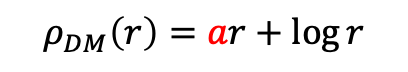 ρ_DM(r) = ar + log r